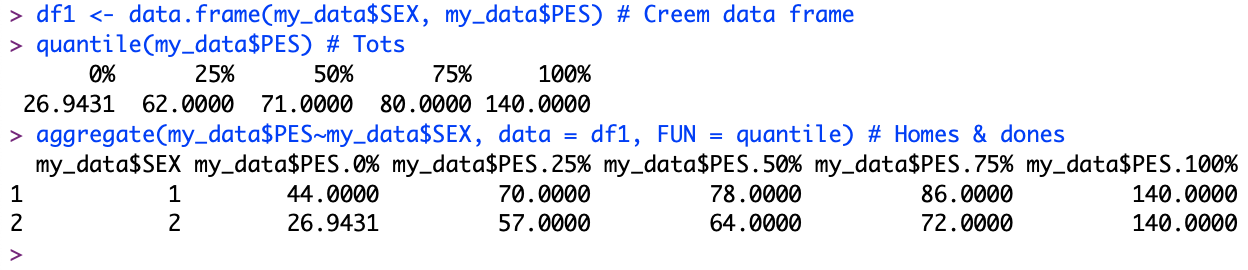 > df1 <- data.frame(my_data$SEX, my_data$PES) # Creem data frame
> quantile(my_data$PES) # Tots
      0%      25%      50%      75%     100%
 26.9431  62.0000  71.0000  80.0000 140.0000
> aggregate(my_data$PES~my_data$SEX, data = df1, FUN = quantile) # Homes & dones
  my_data$SEX my_data$PES.0% my_data$PES.25% my_data$PES.50% my_data$PES.75% my_data$PES.100%
1           1        44.0000         70.0000         78.0000         86.0000         140.0000
2           2        26.9431         57.0000         64.0000         72.0000         140.0000
>